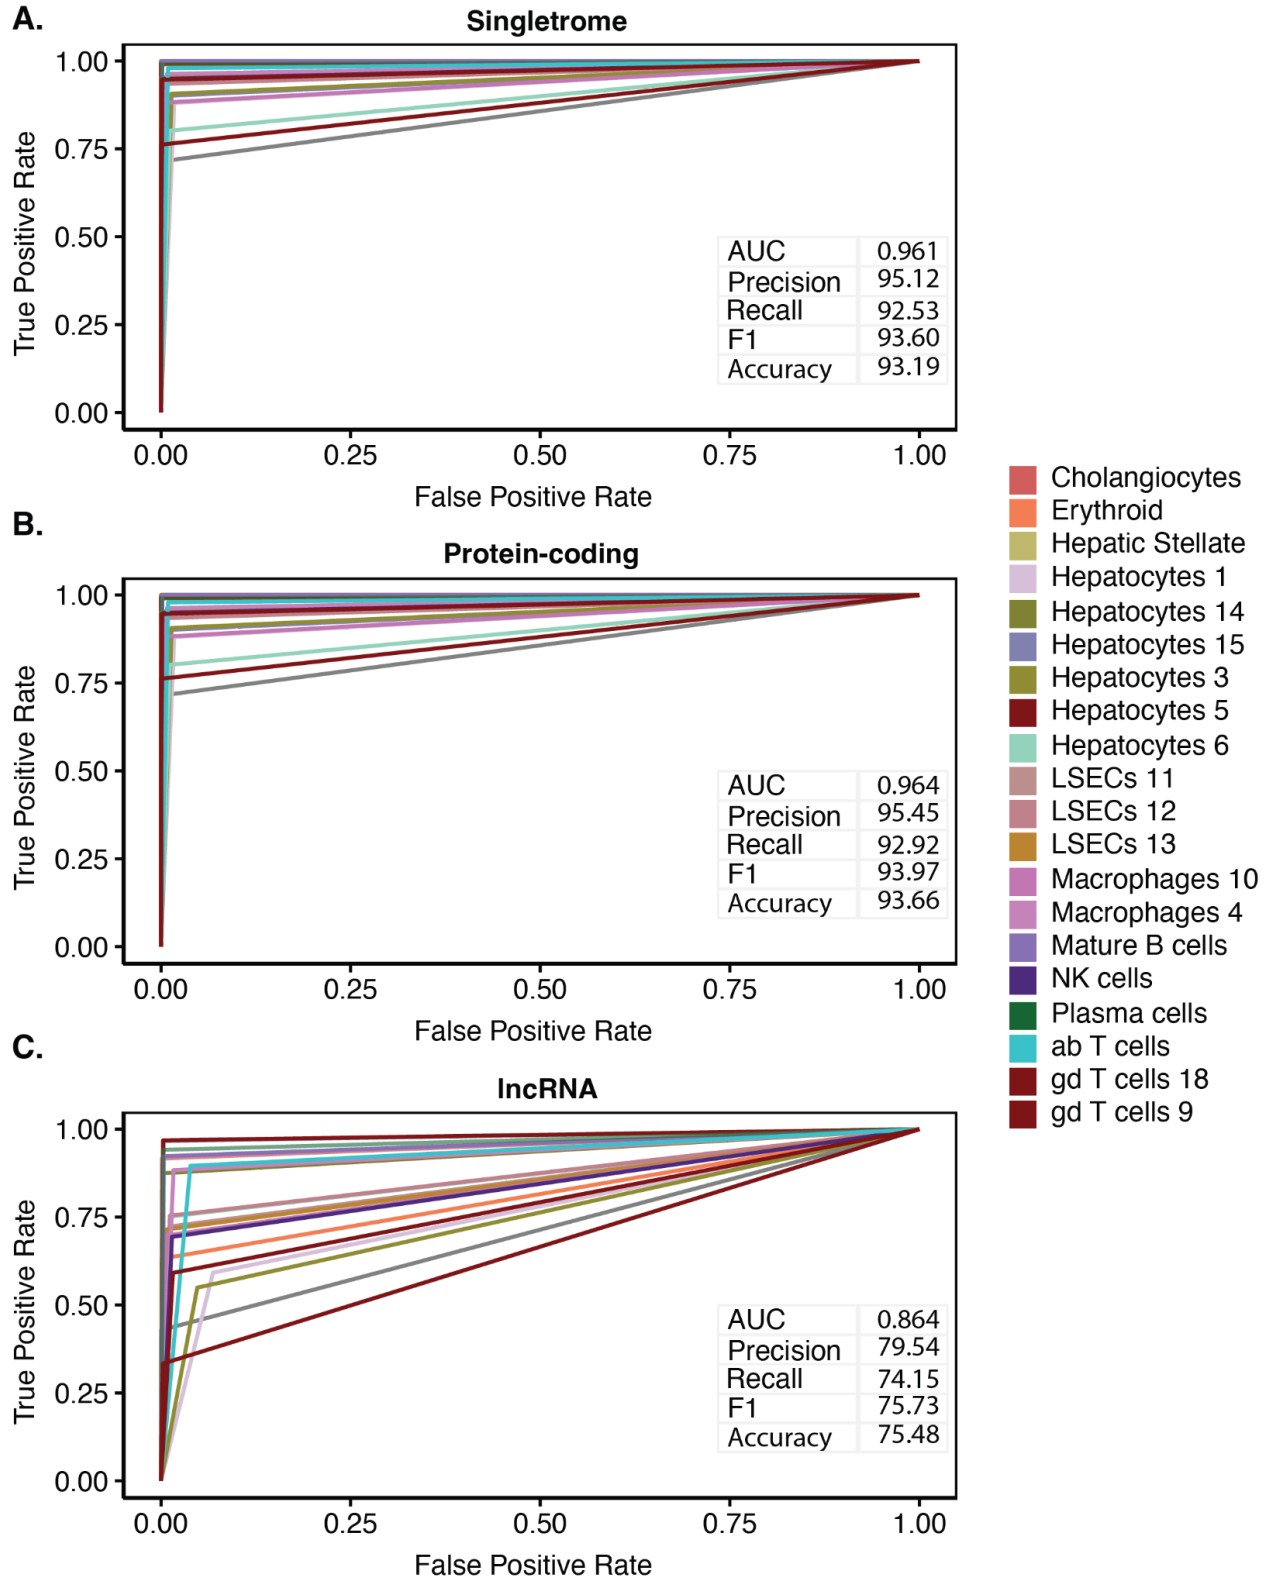 A.
Singletrome
1.00
0.75
0.50
0.25
0.00
True Positive Rate
AUC 0.961
Precision 95.12
Recall 92.53
F1 93.60
Accuracy 93.19
0.00 0.25 0.50 0.75 1.00
False Positive Rate
B.
Protein-coding
1.00
0.75
0.50
0.25
0.00
True Positive Rate
AUC 0.964
Precision 95.45
Recall 92.92
F1 93.97
Accuracy 93.66
0.00 0.25 0.50 0.75 1.00
False Positive Rate
C.
lncRNA
1.00
0.75
0.50
0.25
0.00
True Positive Rate
AUC 0.864
Precision 79.54
Recall 74.15
F1 75.73
Accuracy 75.48
0.00 0.25 0.50 0.75 1.00
False Positive Rate
Cholangiocytes
Erythroid
Hepatic Stellate
Hepatocytes 1
Hepatocytes 14
Hepatocytes 15
Hepatocytes 3
Hepatocytes 5
Hepatocytes 6
LSECs 11
LSECs 12
LSECs 13
Macrophages 10
Macrophages 4
Mature B cells
NK cells
Plasma cells
ab T cells
gd T cells 18
gd T cells 9